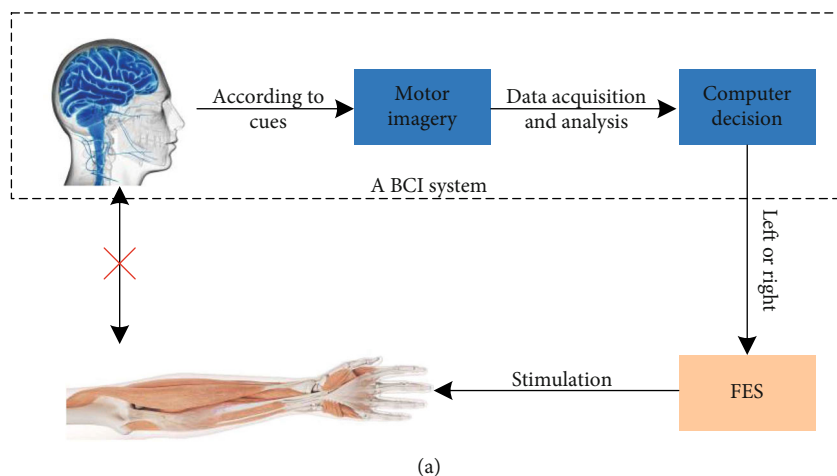 According to
cues
Motor
imagery
Data acquisition
and analysis
Computer
decision
A BCI system
Left or right
Stimulation
FES
(a)